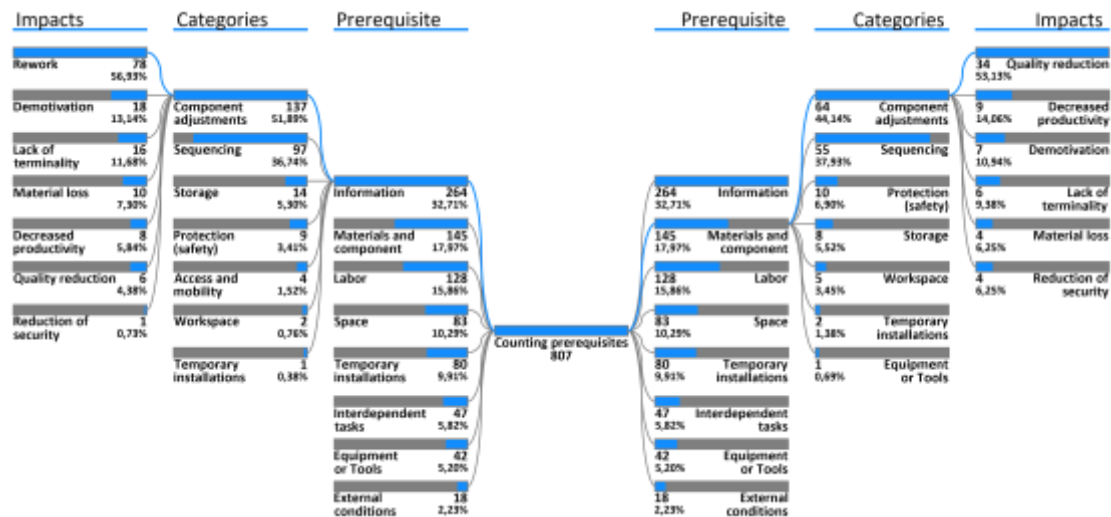 Impacts
Categories
Prerequisite
Prerequisite
Categories
Impacts
Rework 78
56,93%
Demotivation 18
13,14%
Lack of 16
terminality 11,68%
Material loss 10
7,30%
Decreased 8
productivity 5,84%
Quality reduction 6
4,38%
Reduction of 1
security 0,73%
Component 137
adjustments 51,89%
Sequencing 97
36,74%
Storage 14
5,30%
Protection 9
(safety) 3,41%
Access and 4
mobility 1,52%
Workspace 2
0,76%
Temporary 1
installations 0,38%
Information 264
32,71%
Materials and 145
component 17,97%
Labor 128
15,86%
Space 83
10,29%
Temporary 80
installations 9,91%
Interdependent 47
tasks 5,82%
Equipment 42
or Tools 5,20%
External 18
conditions 2,23%
Counting prerequisites
807
264 Information
32,71%
145 Materials and
17,97% component
128 Labor
15,86%
83 Space
10,29%
80 Temporary
9,91% installations
47 Interdependent
5,82% tasks
42 Equipment
5,20% or Tools
18 External
2,23% conditions
64 Component
44,14% adjustments
55 Sequencing
37,93%
10 Protection
6,90% (safety)
8 Storage
5,52%
5 Workspace
3,45%
2 Temporary
1,38% installations
1 Equipment
0,69% or Tools
34 Quality reduction
53,13%
9 Decreased
14,06% productivity
7 Demotivation
10,94%
6 Lack of
9,38% terminality
4 Material loss
6,25%
4 Reduction of
6,25% security